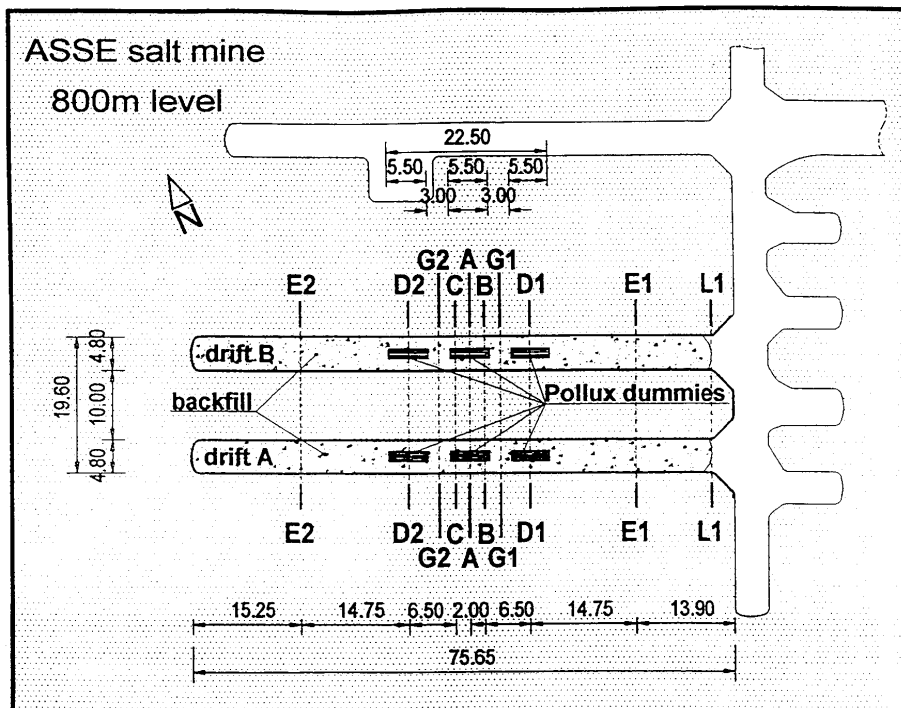 ASSE salt mine
800m level
22.50
5.50 5.50 5.50
3.00 3.00
N
G2 A G1
E2 D2 C B D1 E1 L1
4.80
drift B
19.60
10.00
backfill
Pollux dummies
4.80
drift A
E2 D2 C B D1 E1 L1
G2 A G1
15.25 14.75 6.50 2.00 6.50 14.75 13.90
75.65